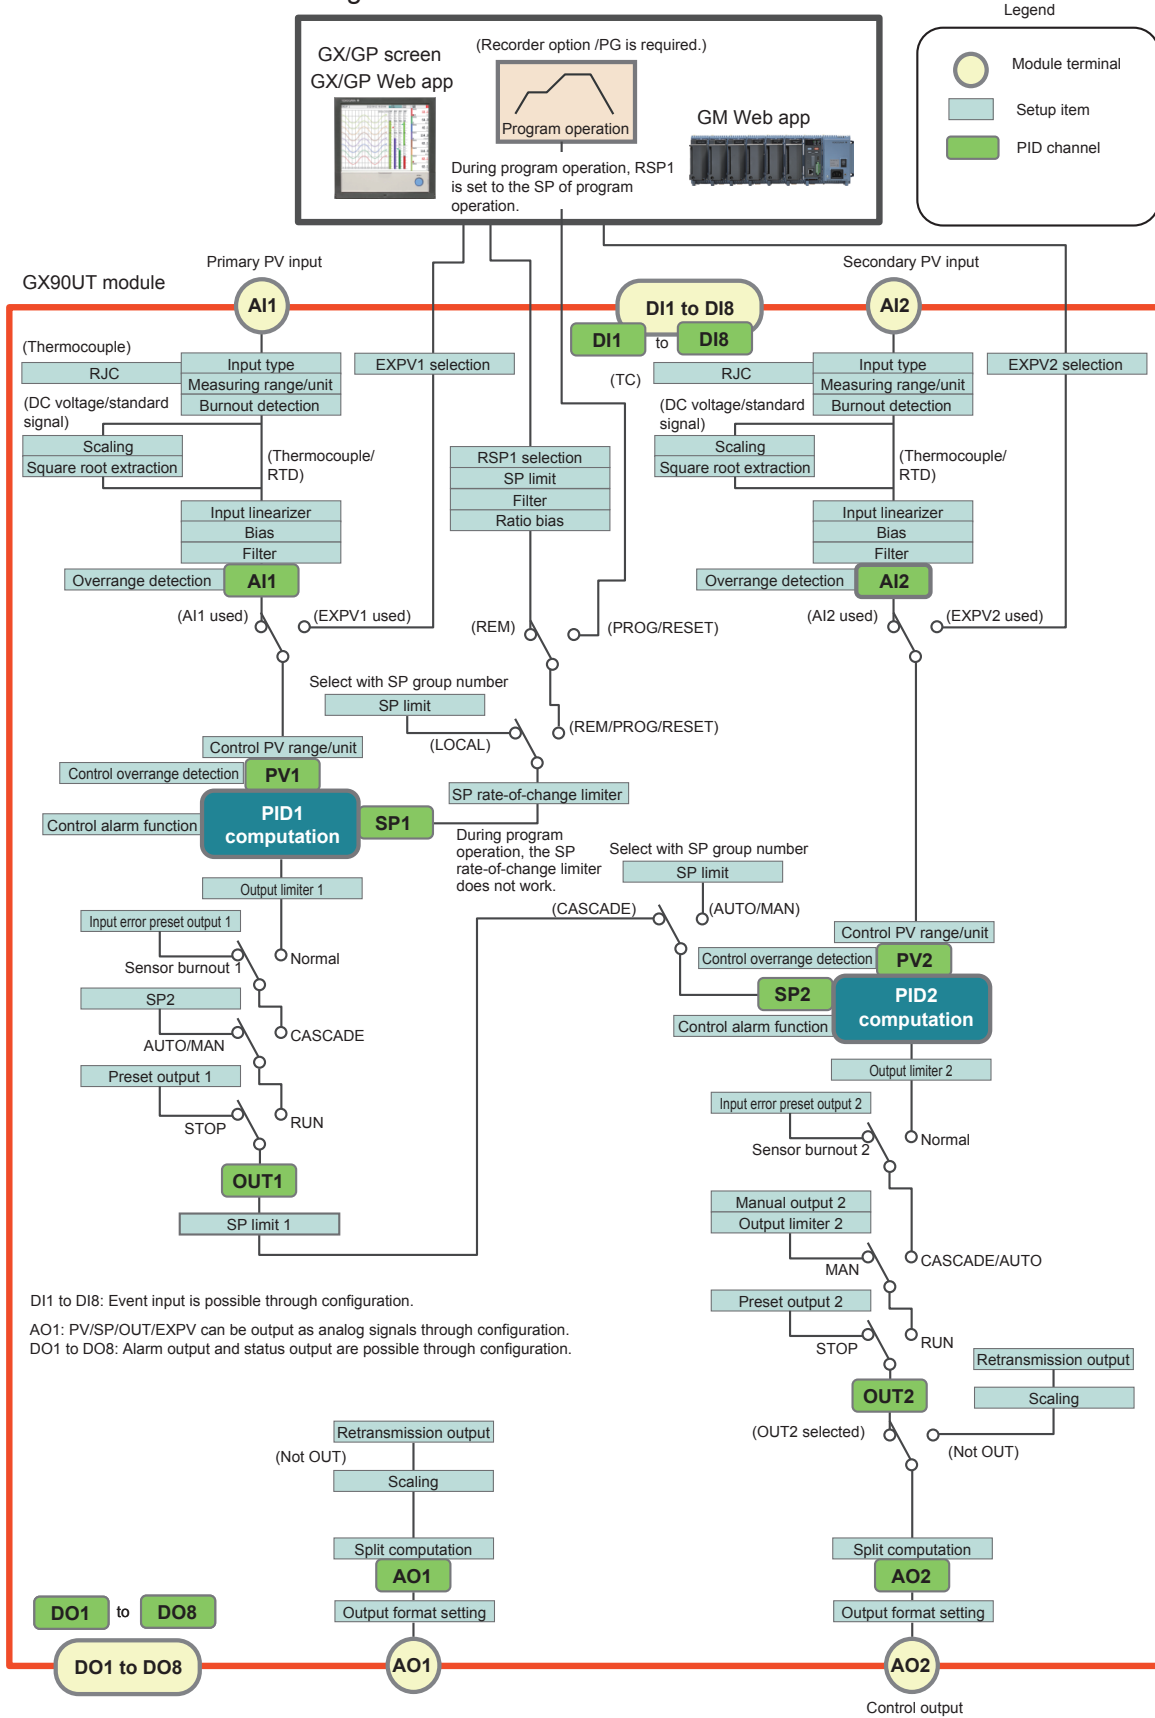 Legend
Module terminal
Setup item
PID channel
GX/GP screen
GX/GP Web app
(Recorder option /PG is required.)
Program operation
During program operation, RSP1
is set to the SP of program
operation.
GM Web app
GX90UT module
Primary PV input
AI1
DI1 to DI8
DI1
to
DI8
Secondary PV input
AI2
(Thermocouple)
RJC
Input type
Measuring range/unit
Burnout detection
(DC voltage/standard
signal)
Scaling
Square root extraction
(Thermocouple/
RTD)
Input linearizer
Bias
Filter
Overrange detection
AI1
(AI1 used)
(EXPV1 used)
EXPV1 selection
RSP1 selection
SP limit
Filter
Ratio bias
(REM)
(PROG/RESET)
(TC)
RJC
Input type
Measuring range/unit
Burnout detection
EXPV2 selection
(DC voltage/standard
signal)
Scaling
Square root extraction
(Thermocouple/
RTD)
Input linearizer
Bias
Filter
Overrange detection
AI2
(AI2 used)
(EXPV2 used)
Select with SP group number
SP limit
(LOCAL)
(REM/PROG/RESET)
SP rate-of-change limiter
During program
operation, the SP
rate-of-change limiter
does not work.
Control PV range/unit
Control overrange detection
PV1
PID1
computation
SP1
Control alarm function
Output limiter 1
Input error preset output 1
Sensor burnout 1
Normal
SP2
AUTO/MAN
CASCADE
Preset output 1
STOP
RUN
OUT1
SP limit 1
Select with SP group number
SP limit
(CASCADE)
(AUTO/MAN)
Control PV range/unit
Control overrange detection
PV2
SP2
PID2
computation
Control alarm function
Output limiter 2
Input error preset output 2
Sensor burnout 2
Normal
Manual output 2
Output limiter 2
MAN
CASCADE/AUTO
Preset output 2
STOP
RUN
OUT2
Retransmission output
Scaling
(OUT2 selected)
(Not OUT)
DI1 to DI8: Event input is possible through configuration.
AO1: PV/SP/OUT/EXPV can be output as analog signals through configuration.
DO1 to DO8: Alarm output and status output are possible through configuration.
Retransmission output
(Not OUT)
Scaling
Split computation
AO1
Output format setting
AO1
Split computation
AO2
Output format setting
AO2
Control output
DO1
to
DO8
DO1 to DO8